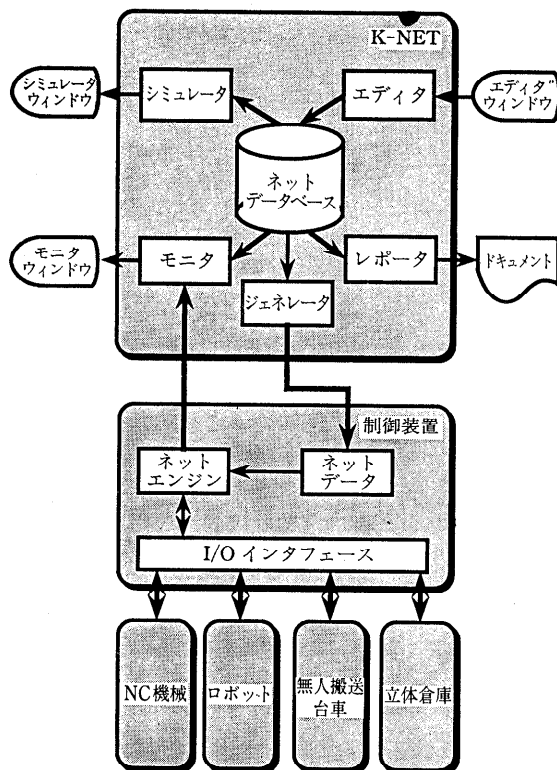 K-NET
シミュレータ
ウィンドウ
シミュレータ
エディタ
エディタ
ウィンドウ
ネット
データベース
モニタ
ウィンドウ
モニタ
レポータ
ドキュメント
ジェネレータ
制御装置
ネット
エンジン
ネット
データ
I/O インタフェース
NC機械
ロボット
無人搬送
台車
立体倉庫